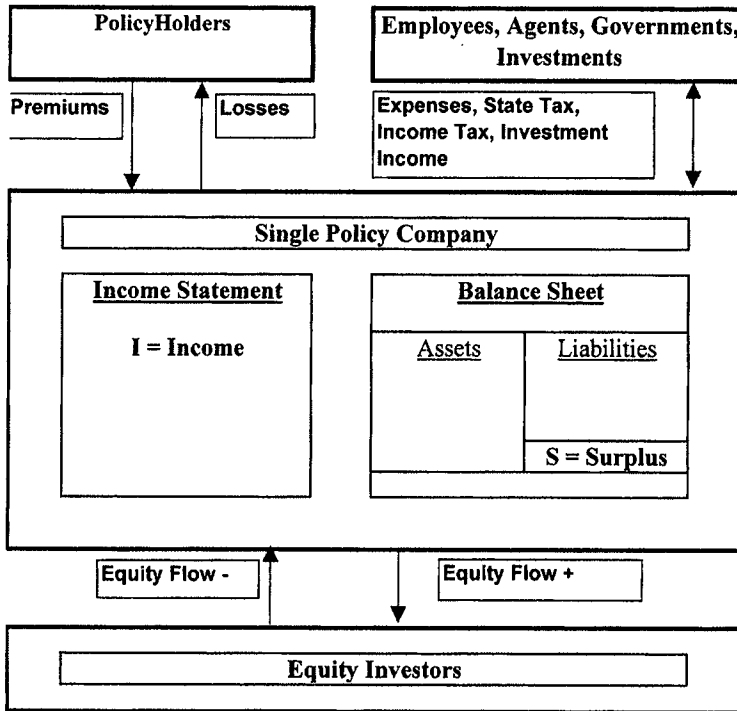 PolicyHolders
Employees, Agents, Governments,
Investments
Premiums
Losses
Expenses, State Tax,
Income Tax, Investment
Income
Single Policy Company
Income Statement
I = Income
Balance Sheet
Assets
Liabilities
S = Surplus
Equity Flow -
Equity Flow +
Equity Investors